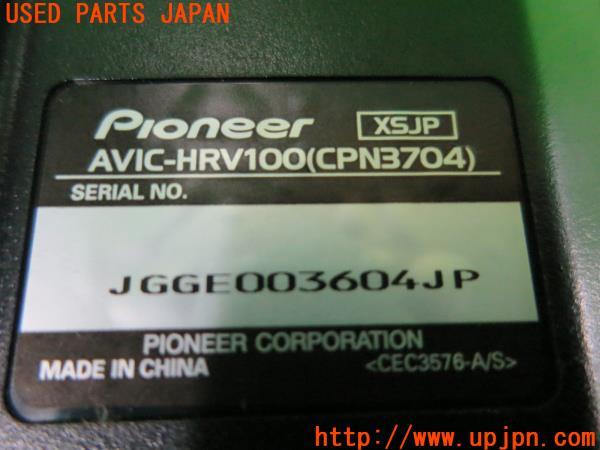 USED PARTS JAPAN
Pioneer XSJP
AVIC-HRV100(CPN3704)
SERIAL NO.
JGGE003604JP
PIONEER CORPORATION
MADE IN CHINA <CEC3576-A/S>
http://www.upjpn.com/